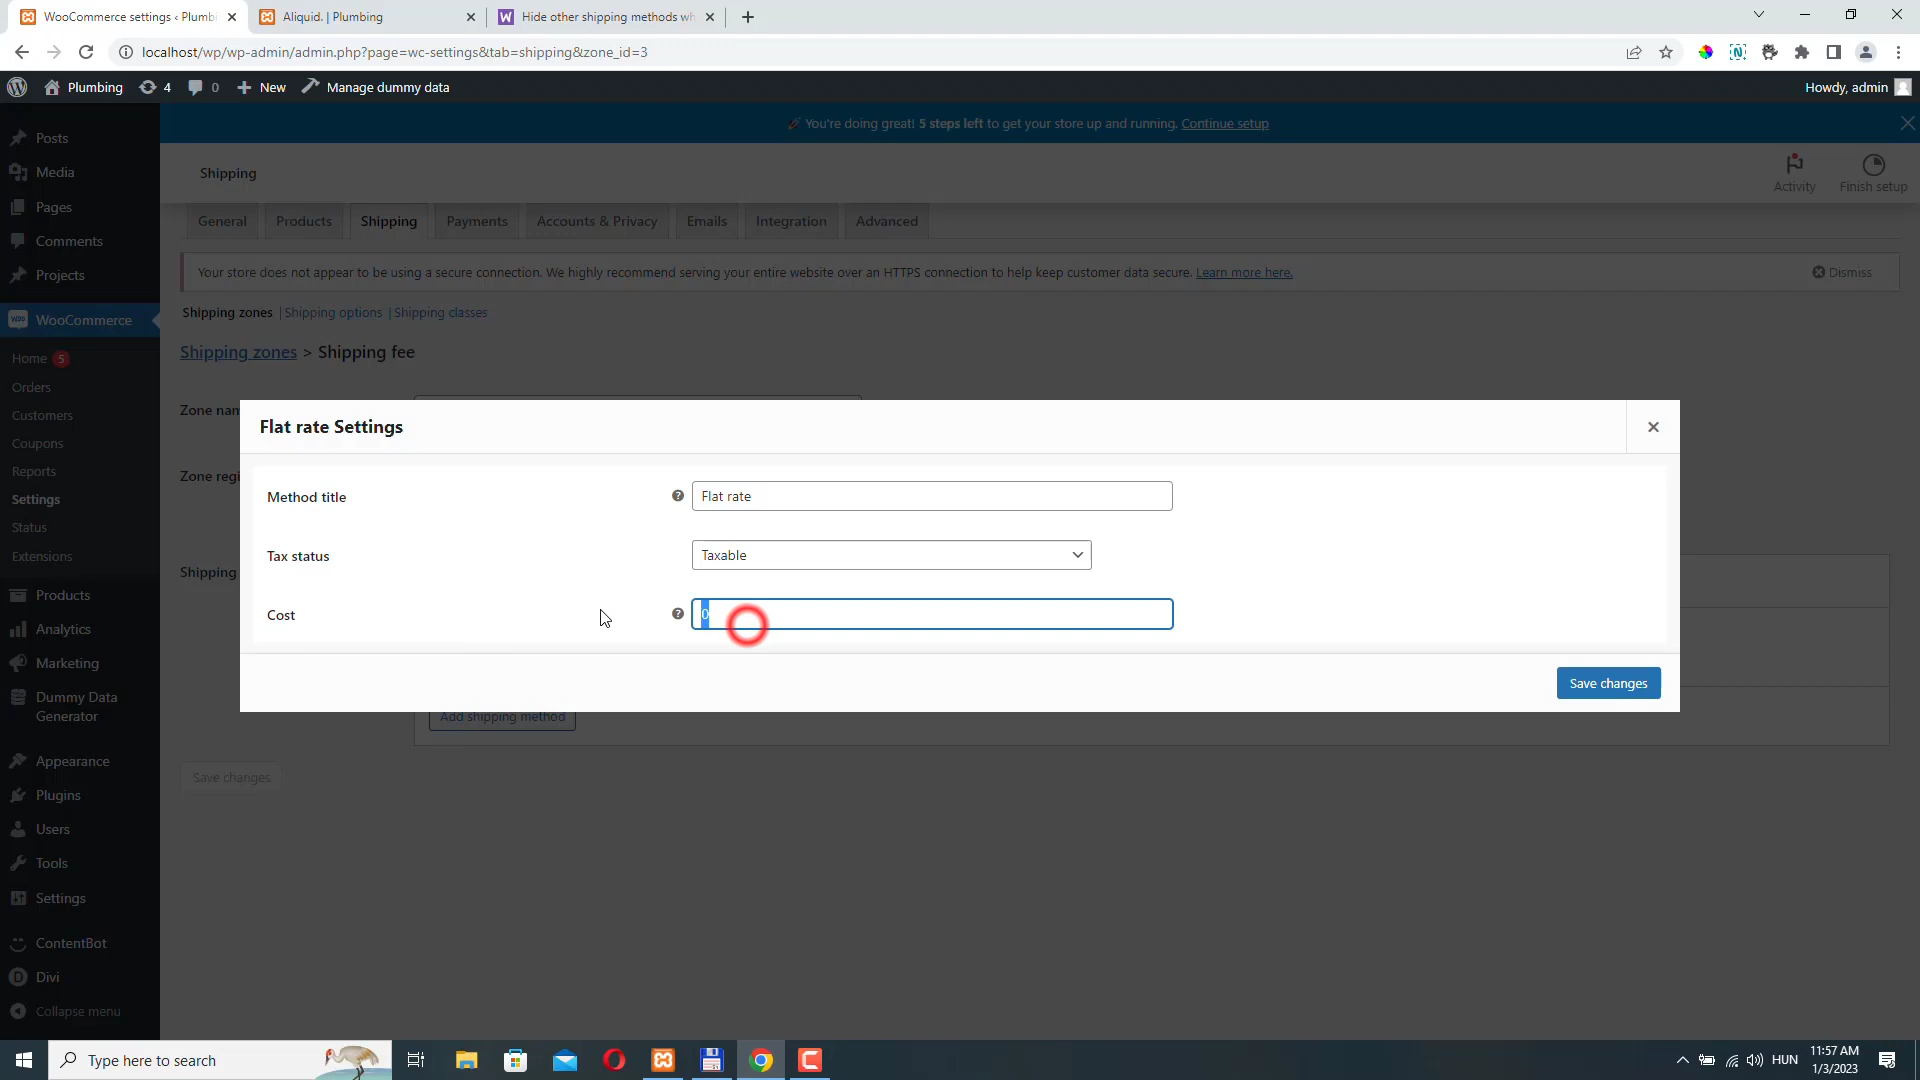 WooCommerce settings ‹ Plumbi
Aliquid. | Plumbing
Hide other shipping methods wh
localhost/wp/wp-admin/admin.php?page=wc-settings&tab=shipping&zone_id=3
Plumbing
4
0
New
Manage dummy data
Howdy, admin
Posts
Media
Pages
Comments
Projects
WooCommerce
Home 5
Orders
Customers
Coupons
Reports
Settings
Status
Extensions
Products
Analytics
Marketing
Dummy Data
Generator
Appearance
Plugins
Users
Tools
Settings
ContentBot
Divi
Collapse menu
You're doing great! 5 steps left to get your store up and running. Continue setup
Shipping
Activity
Finish setup
General
Products
Shipping
Payments
Accounts & Privacy
Emails
Integration
Advanced
Your store does not appear to be using a secure connection. We highly recommend serving your entire website over an HTTPS connection to help keep customer data secure. Learn more here.
Dismiss
Shipping zones | Shipping options | Shipping classes
Shipping zones > Shipping fee
Zone nam
Zone regi
Shipping
Flat rate Settings
Method title
Flat rate
Tax status
Taxable
Cost
0
Save changes
Add shipping method
Save changes
Type here to search
HUN
11:57 AM
1/3/2023